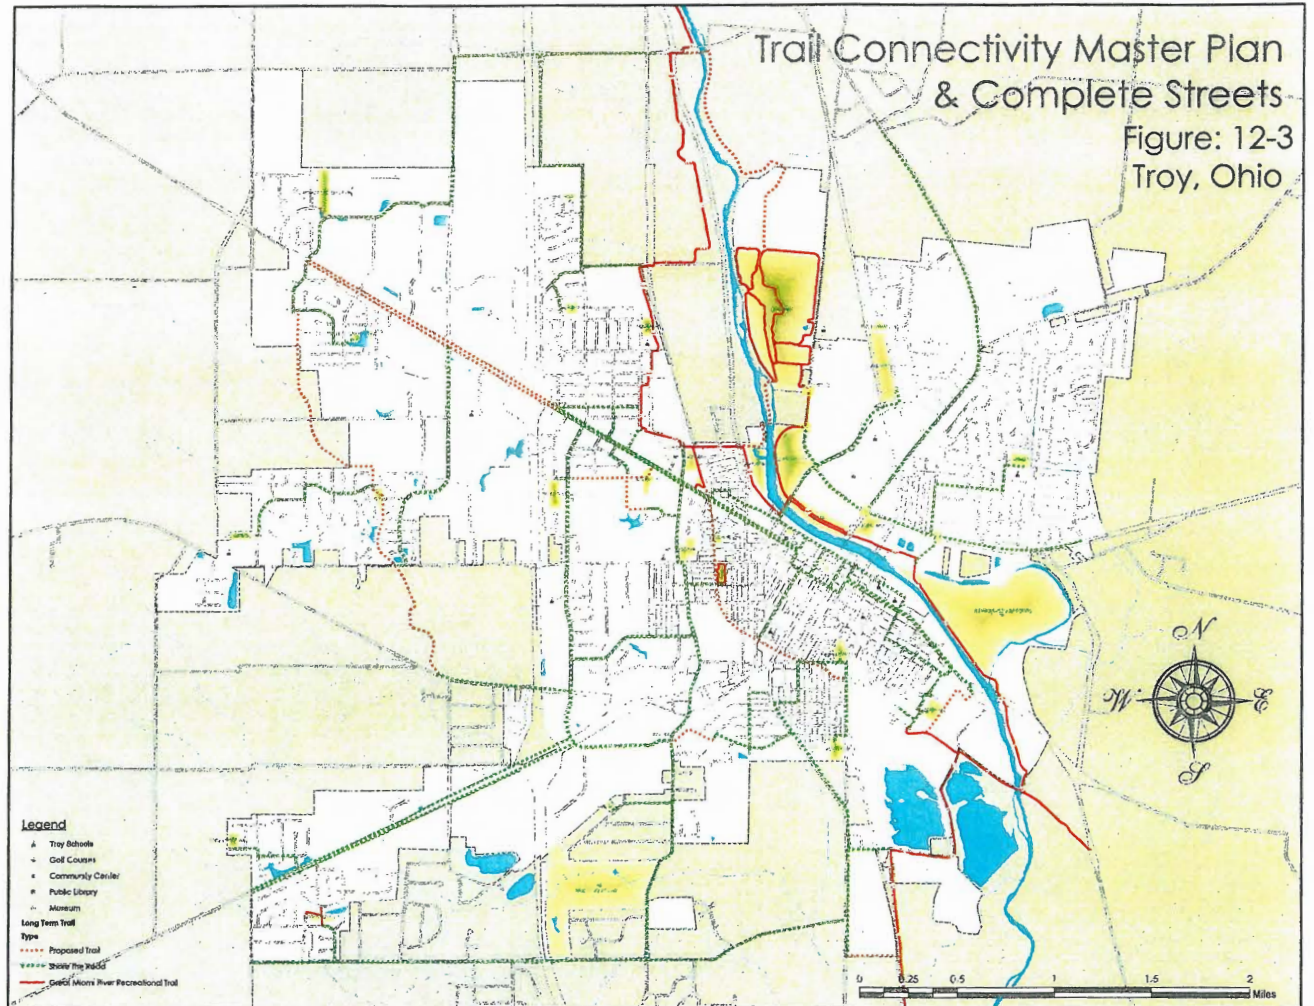 Trail Connectivity Master Plan
& Complete Streets
Figure: 12-3
Troy, Ohio
N
W
E
S
Legend
Troy Schools
Golf Courses
Community Center
Public Library
Museum
Long Term Trail
Type
Proposed Trail
Share The Road
Great Miami River Recreational Trail
0 0.25 0.5 1 1.5 2
Miles